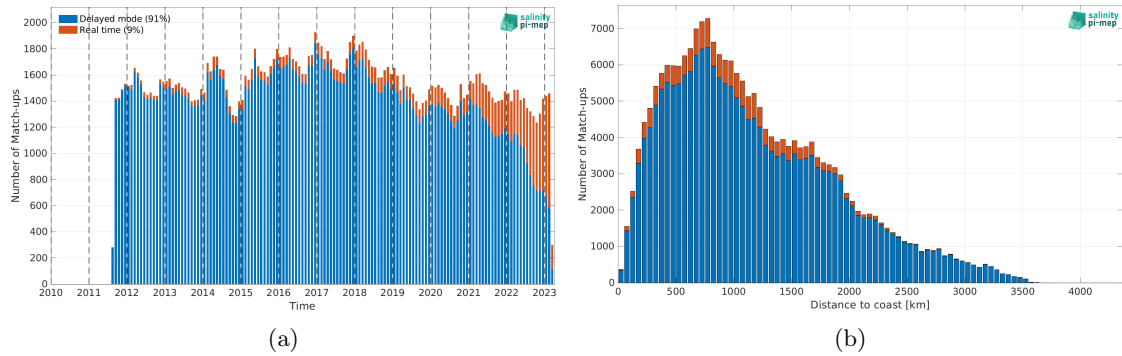 Delayed mode (91%)
Real time (9%)
salinity
pi-mep
2000
1800
1600
1400
1200
1000
800
600
400
200
0
Number of Match-ups
2010 2011 2012 2013 2014 2015 2016 2017 2018 2019 2020 2021 2022 2023
Time
(a)
salinity
pi-mep
7000
6000
5000
4000
3000
2000
1000
0
Number of Match-ups
0 500 1000 1500 2000 2500 3000 3500 4000
Distance to coast [km]
(b)